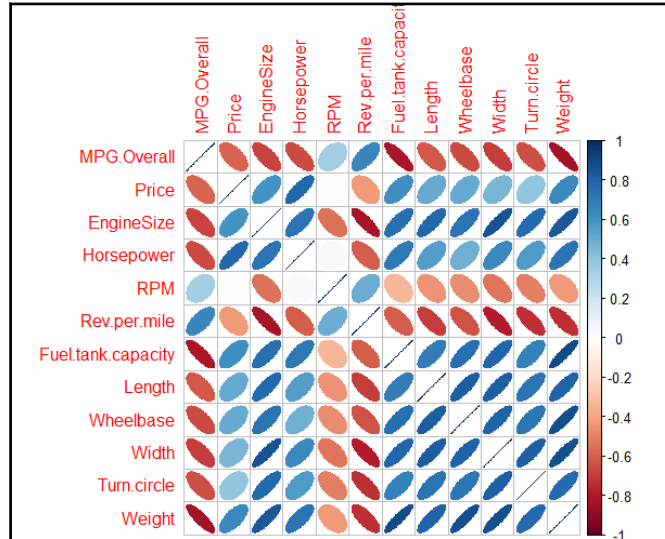 MPG.Overall
Price
EngineSize
Horsepower
RPM
Rev.per.mile
Fuel.tank.capacit
Length
Wheelbase
Width
Turn.circle
Weight
MPG.Overall
Price
EngineSize
Horsepower
RPM
Rev.per.mile
Fuel.tank.capacity
Length
Wheelbase
Width
Turn.circle
Weight
1
0.8
0.6
0.4
0.2
0
-0.2
-0.4
-0.6
-0.8
-1